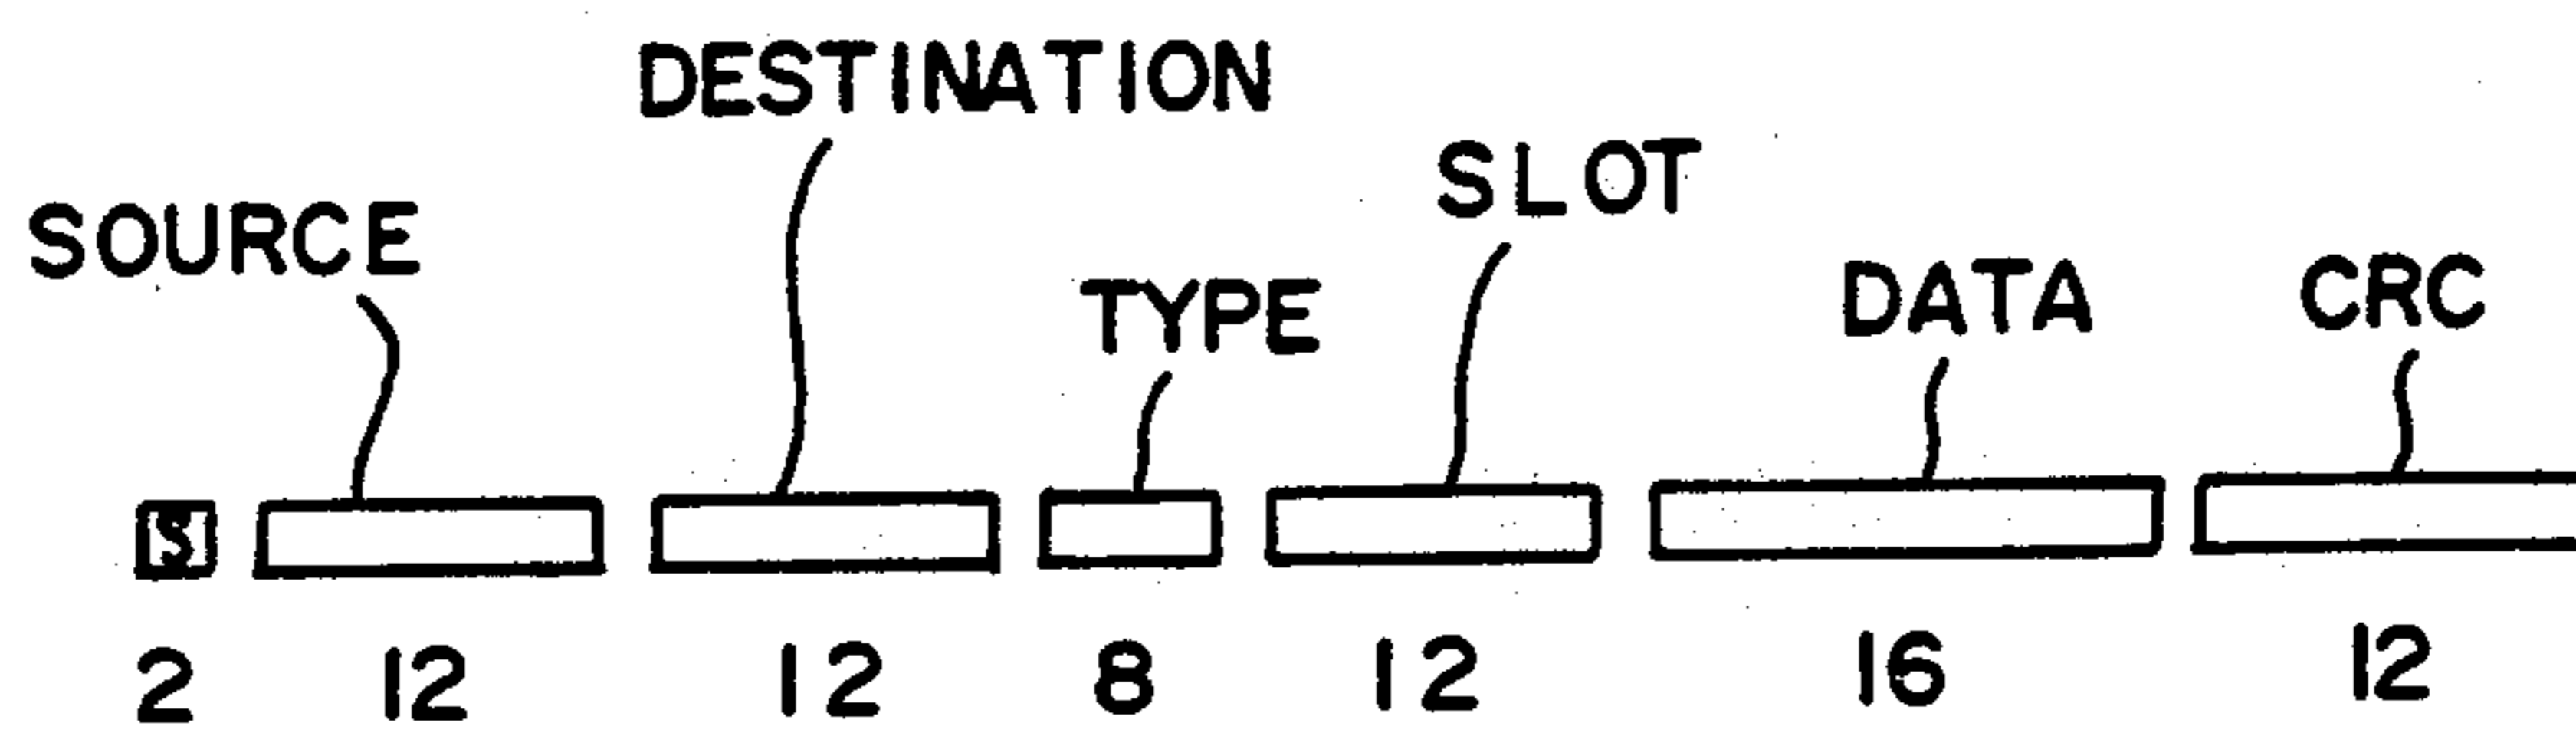 DESTINATION
SLOT
SOURCE
TYPE
DATA
CRC
S
2 12 12 8 12 16 12